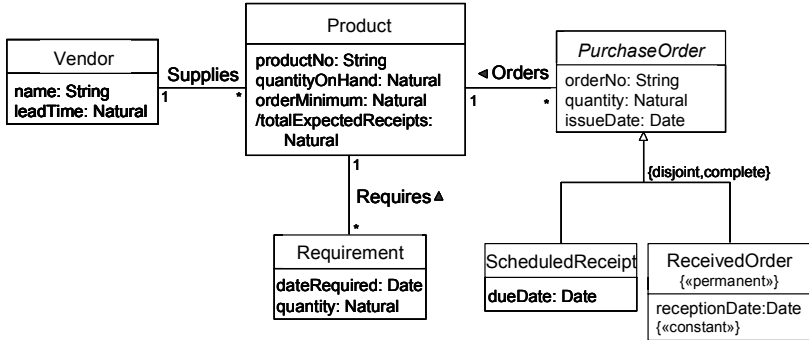 Vendor
name: String
leadTime: Natural
Supplies
1
*
Product
productNo: String
quantityOnHand: Natural
orderMinimum: Natural
/totalExpectedReceipts:
Natural
◄Orders
1
*
PurchaseOrder
orderNo: String
quantity: Natural
issueDate: Date
{disjoint,complete}
1
Requires▲
*
Requirement
dateRequired: Date
quantity: Natural
ScheduledReceipt
dueDate: Date
ReceivedOrder
{«permanent»}
receptionDate:Date
{«constant»}